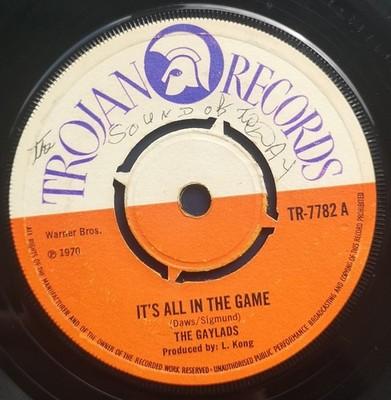 TROJAN RECORDS
The SOUND OF TODAY
TR-7782 A
Warner Bros.
℗ 1970
IT'S ALL IN THE GAME
(Daws/Sigmund)
THE GAYLADS
Produced by: L. Kong
ALL RIGHTS OF THE MANUFACTURER AND OF THE OWNER OF THE RECORDED WORK RESERVED - UNAUTHORISED PUBLIC PERFORMANCE BROADCASTING AND COPYING OF THIS RECORD PROHIBITED